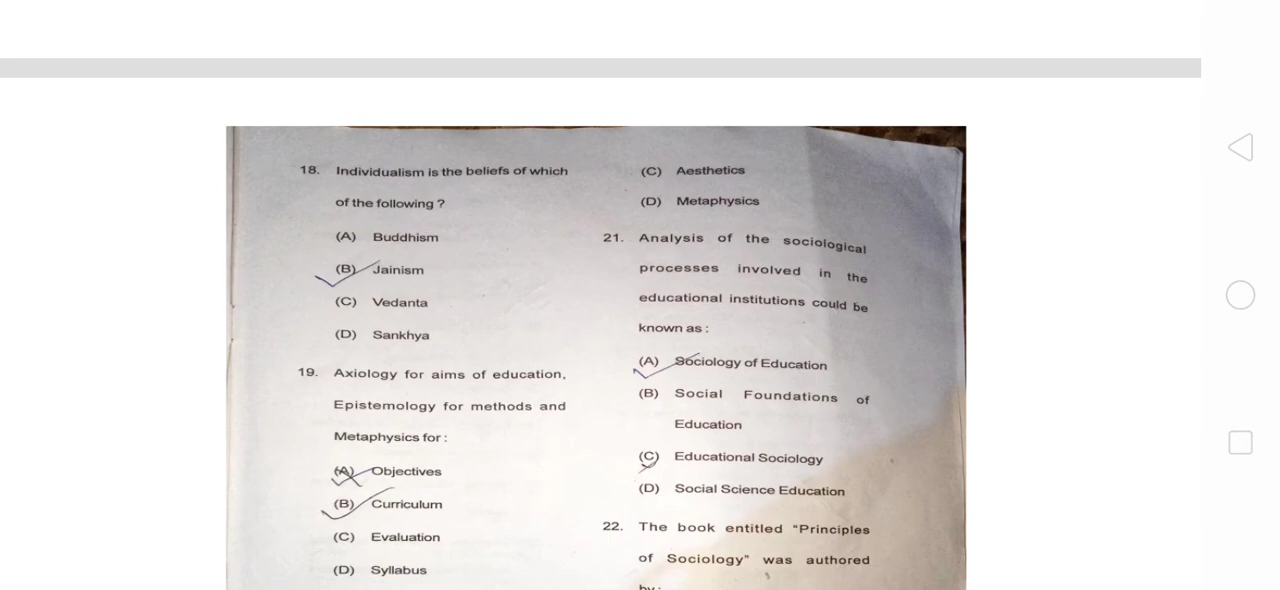 18. Individualism is the beliefs of which
of the following ?
(A) Buddhism
(B) Jainism
(C) Vedanta
(D) Sankhya
19. Axiology for aims of education,
Epistemology for methods and
Metaphysics for :
(A) Objectives
(B) Curriculum
(C) Evaluation
(D) Syllabus
(C) Aesthetics
(D) Metaphysics
21. Analysis of the sociological
processes involved in the
educational institutions could be
known as :
(A) Sociology of Education
(B) Social Foundations of
Education
(C) Educational Sociology
(D) Social Science Education
22. The book entitled "Principles
of Sociology" was authored
by :